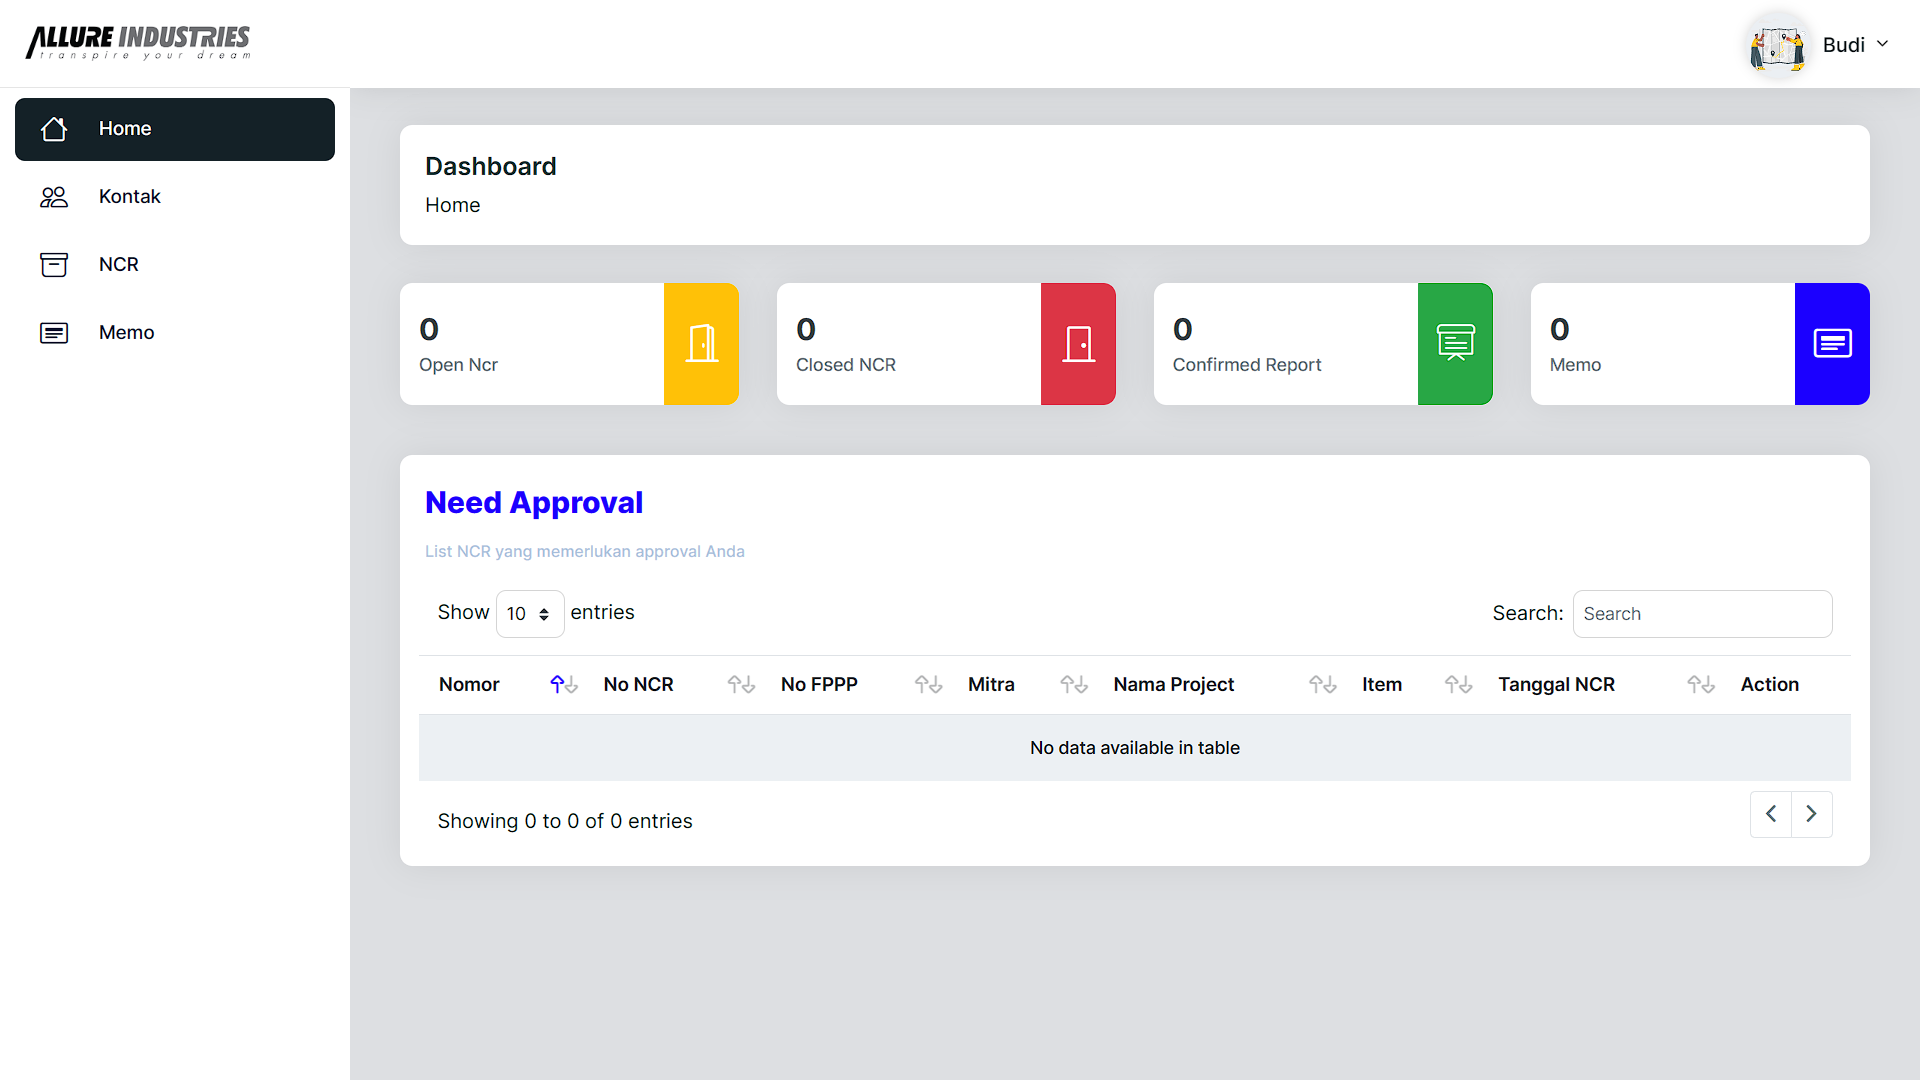 ALLURE INDUSTRIES
transpire your dream
Budi
Home
Kontak
NCR
Memo
Dashboard
Home
0
Open Ncr
0
Closed NCR
0
Confirmed Report
0
Memo
Need Approval
List NCR yang memerlukan approval Anda
Show 10 entries
Search: Search
Nomor No NCR No FPPP Mitra Nama Project Item Tanggal NCR Action
No data available in table
Showing 0 to 0 of 0 entries